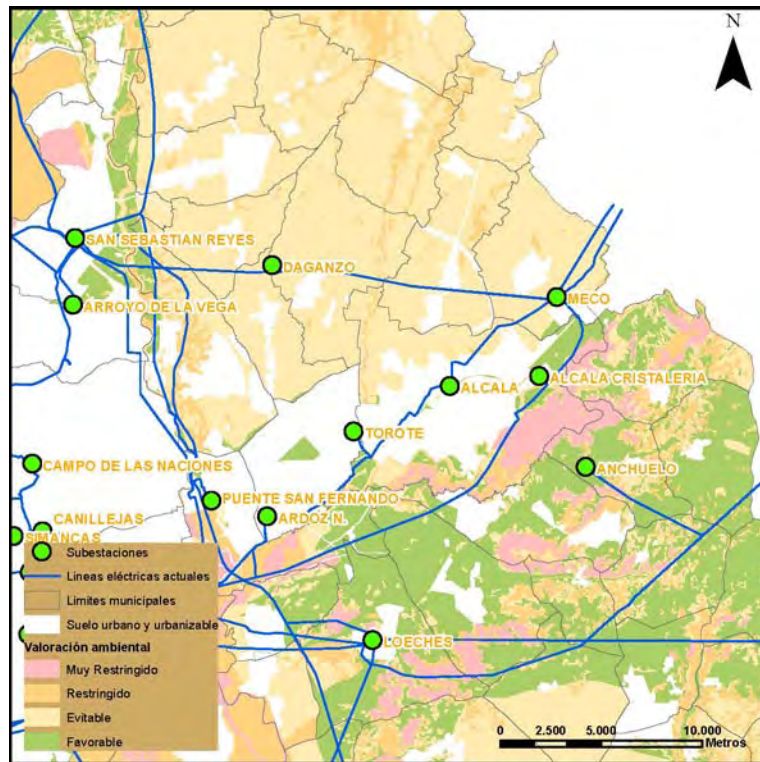 N
SAN SEBASTIAN REYES
DAGANZO
MECO
ARROYO DE LA VEGA
ALCALA
ALCALA CRISTALERIA
TOROTE
CAMPO DE LAS NACIONES
ANCHUELO
PUENTE SAN FERNANDO
CANILLEJAS
ARDOZ N.
SIMANCAS
Subestaciones
Lineas eléctricas actuales
Limites municipales
Suelo urbano y urbanizable
Valoración ambiental
Muy Restringido
Restringido
Evitable
Favorable
LOECHES
0 2.500 5.000 10.000
Metros